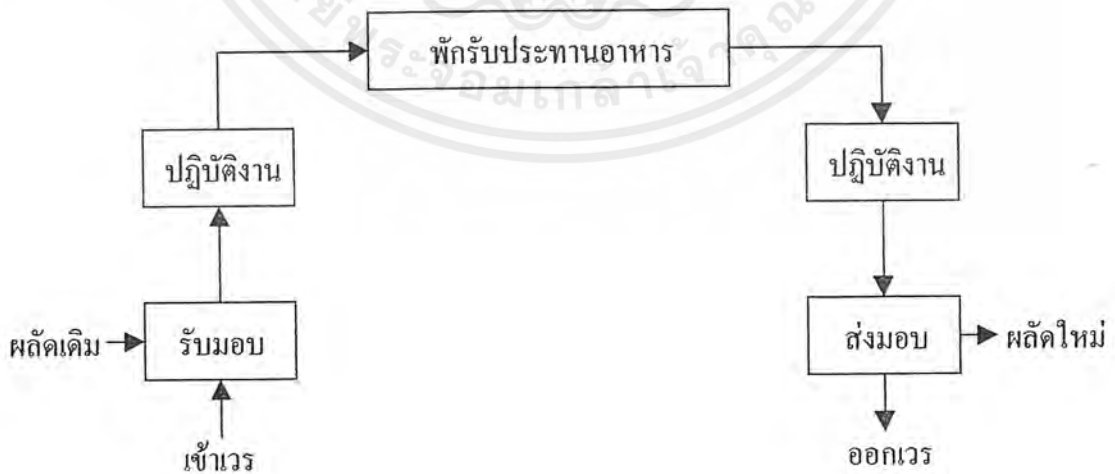 พักรับประทานอาหาร
ปฏิบัติงาน
ปฏิบัติงาน
ผลัดเดิม
รับมอบ
ส่งมอบ
ผลัดใหม่
เข้าเวร
ออกเวร